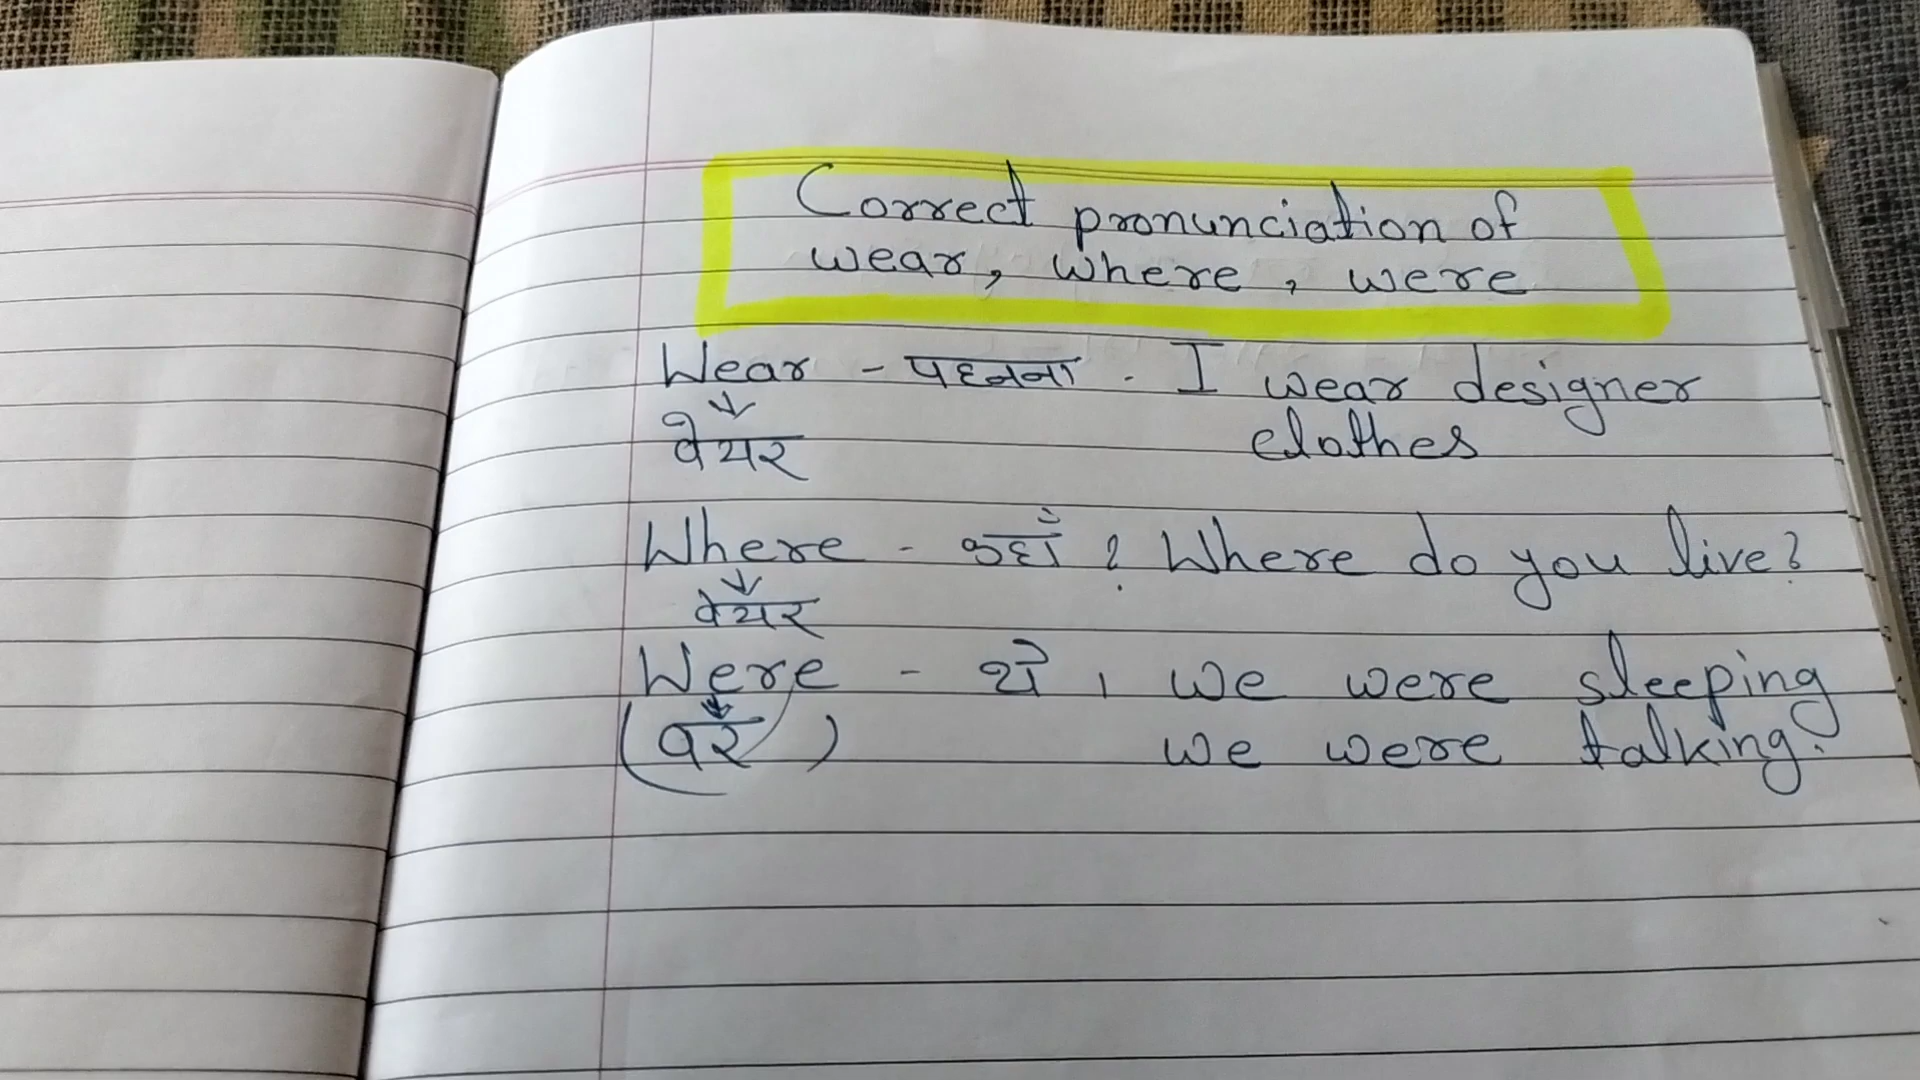 Correct pronunciation of
wear, where, were
Wear - पहनना - I wear designer
clothes
वेयर
Where - कहाँ ? Where do you live?
वेयर
Were - थे, we were sleeping
(वर) we were talking.